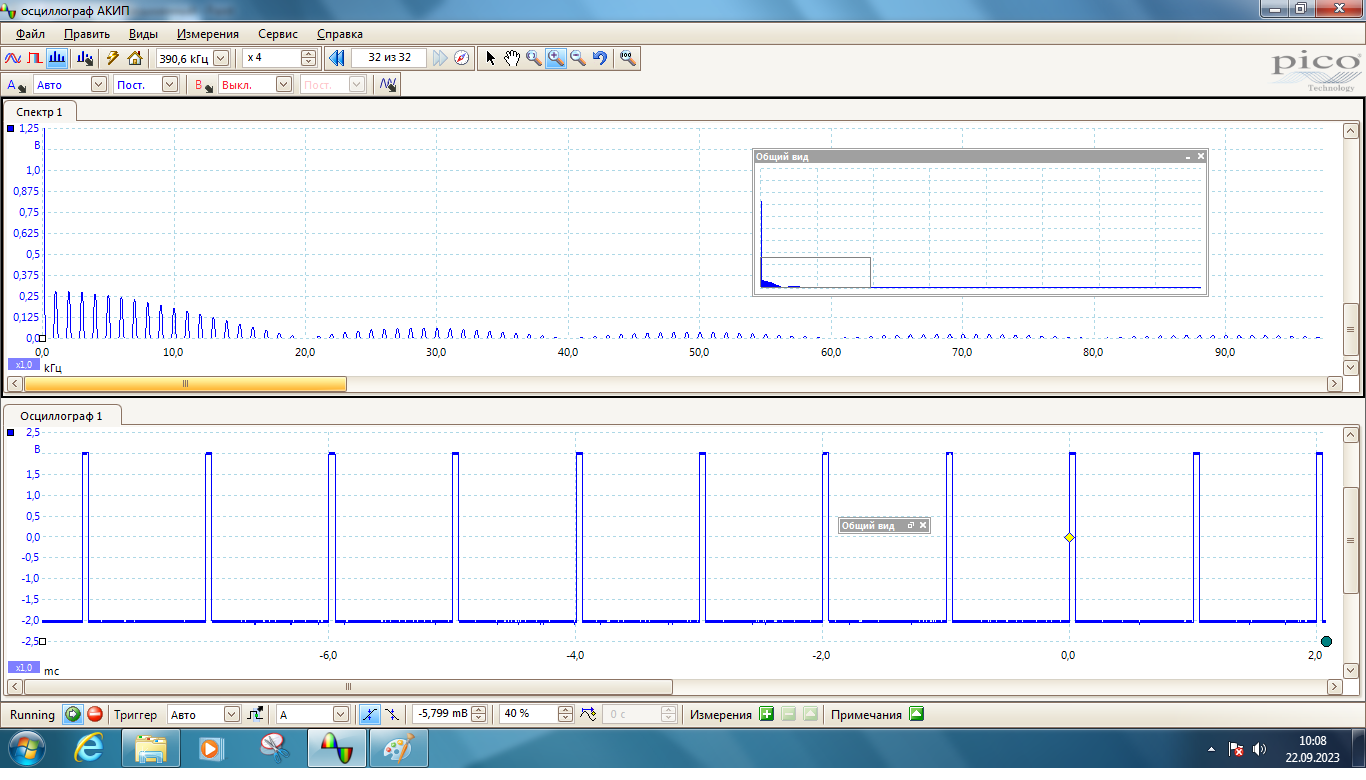 осциллограф АКИП
Файл Править Виды Измерения Сервис Справка
390,6 кГц x 4 32 из 32
A Авто Пост. B Выкл. Пост.
pico
Technology
Спектр 1
1,25
В
1,0
0,875
0,75
0,625
0,5
0,375
0,25
0,125
0,0
Общий вид
0,0 10,0 20,0 30,0 40,0 50,0 60,0 70,0 80,0 90,0
x1,0
кГц
Осциллограф 1
2,5
В
1,5
1,0
0,5
0,0
-0,5
-1,0
-1,5
-2,0
-2,5
Общий вид
-6,0 -4,0 -2,0 0,0 2,0
x1,0
мс
Running Триггер Авто A -5,799 мВ 40 % 0 с Измерения Примечания
10:08
22.09.2023